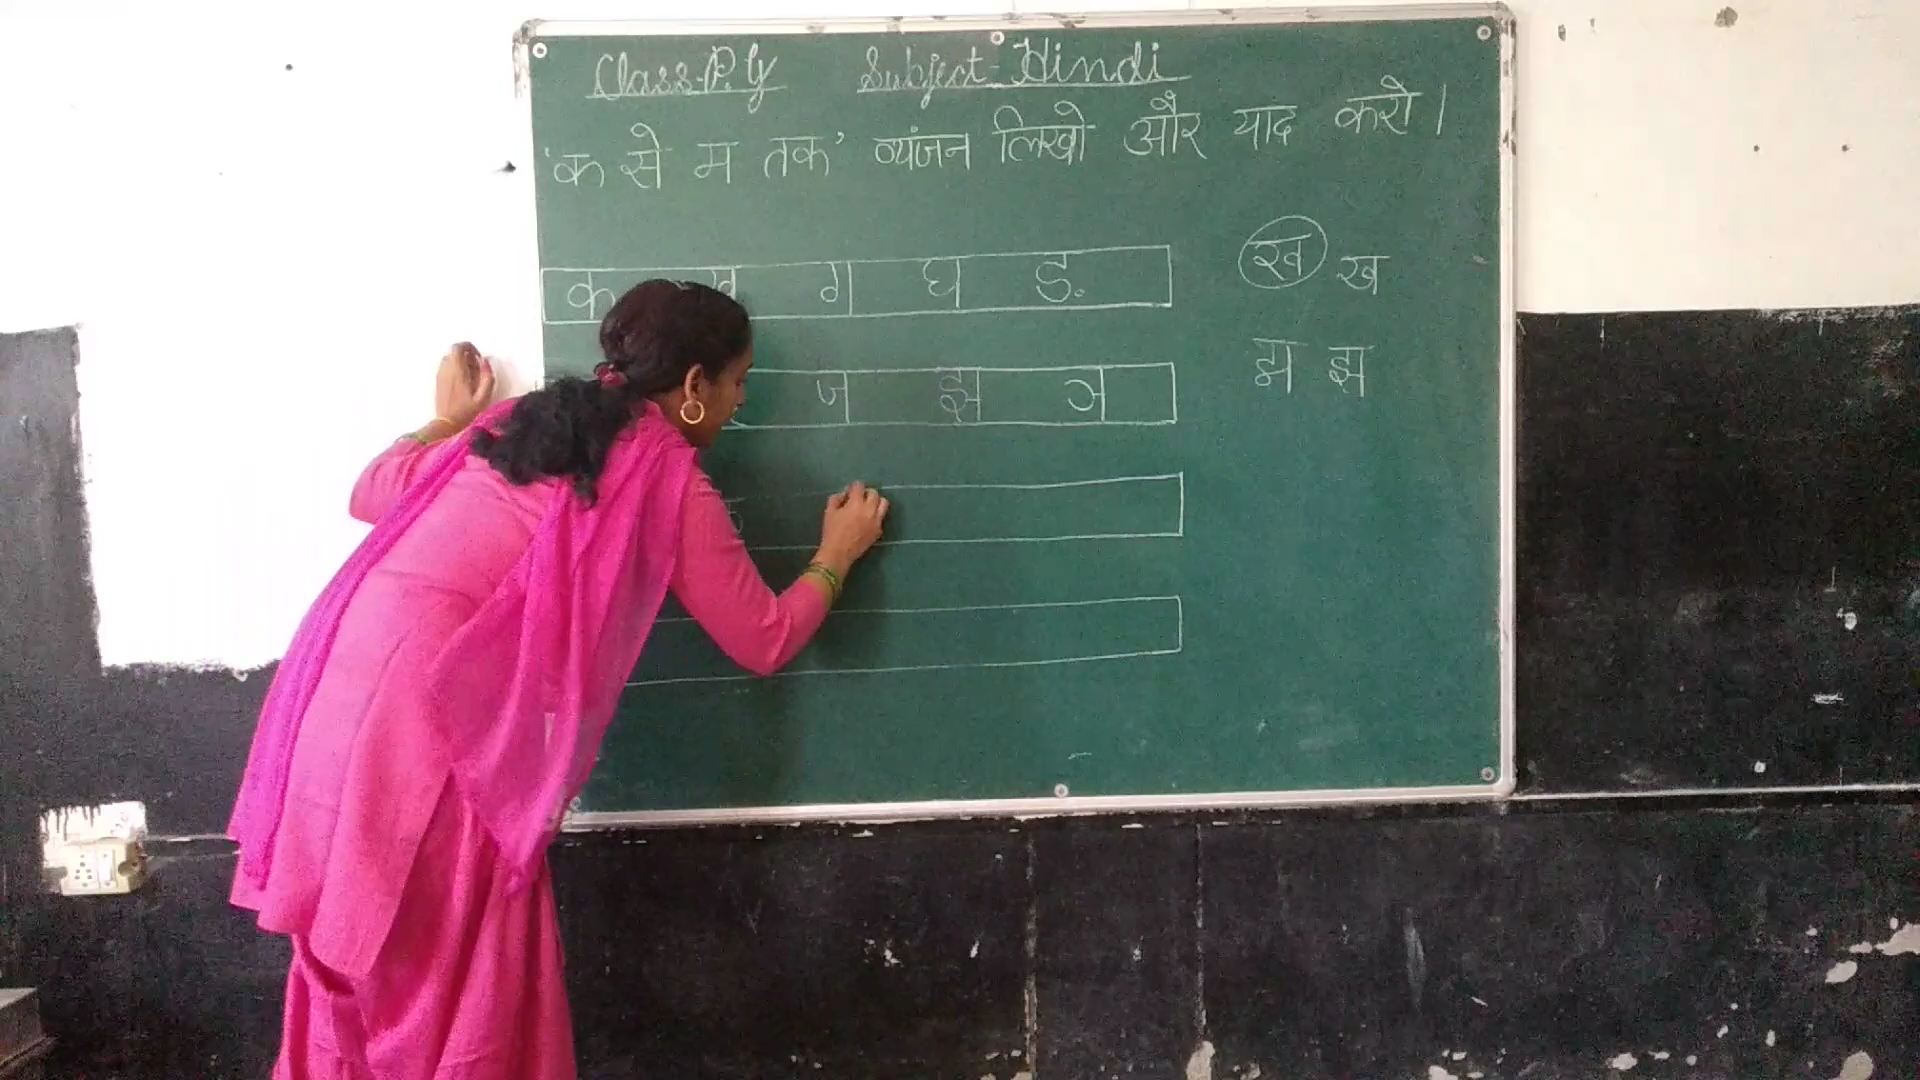 Class-P.G Subject-Hindi
'क से म तक' व्यंजन लिखो और याद करो।
क ख ग घ ङ ख ख
ज झ ञ झ झ